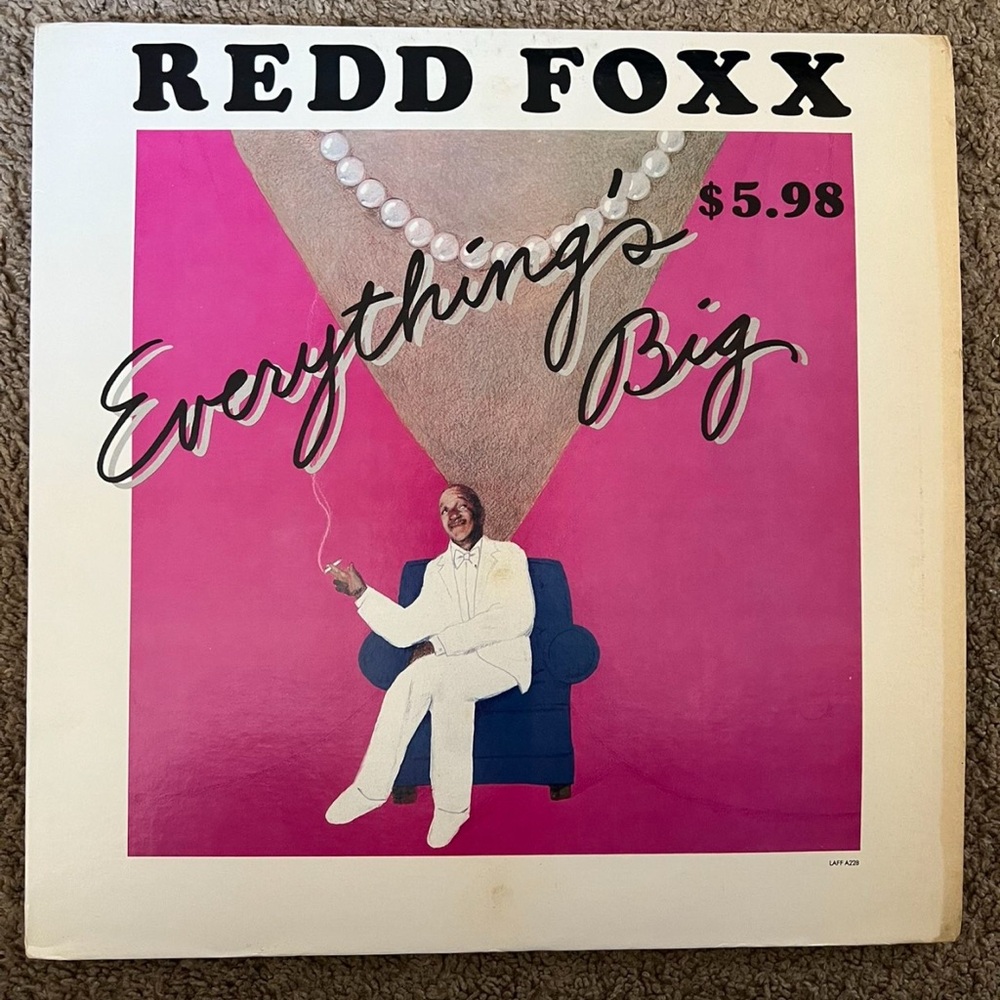 REDD FOXX
$5.98
Everything's
Big
LAFF A228